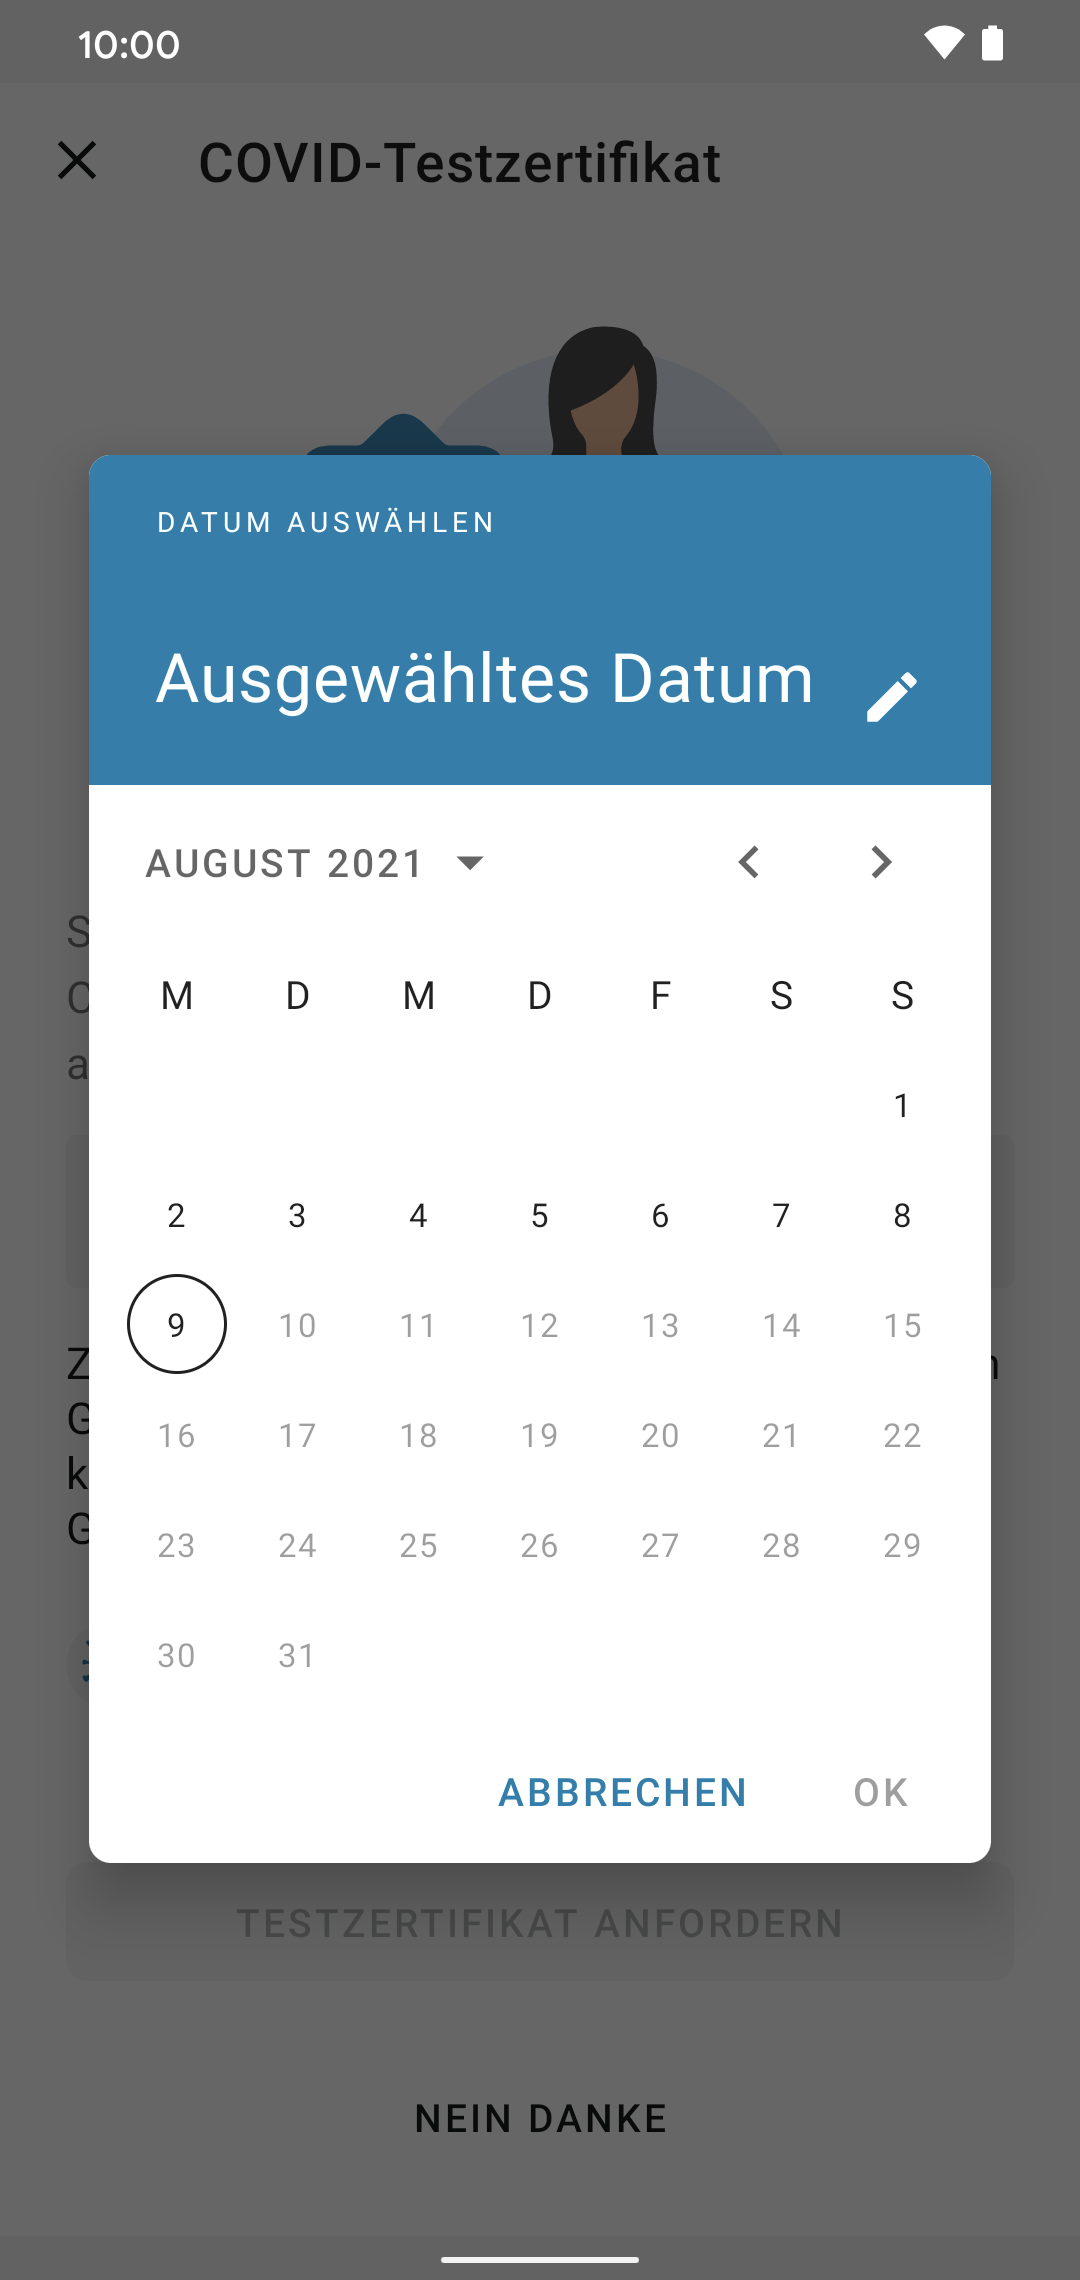 10:00
COVID-Testzertifikat
DATUM AUSWÄHLEN
Ausgewähltes Datum
AUGUST 2021
M D M D F S S
1
2 3 4 5 6 7 8
9 10 11 12 13 14 15
16 17 18 19 20 21 22
23 24 25 26 27 28 29
30 31
ABBRECHEN OK
TESTZERTIFIKAT ANFORDERN
NEIN DANKE